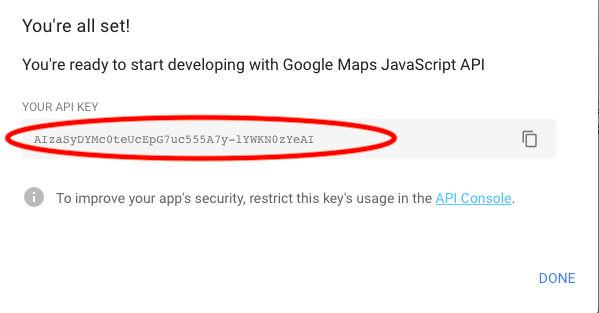 You're all set!
You're ready to start developing with Google Maps JavaScript API
YOUR API KEY
AIzaSyDYMc0teUcEpG7uc555A7y-lYWKN0zYeAI
To improve your app's security, restrict this key's usage in the API Console.
DONE